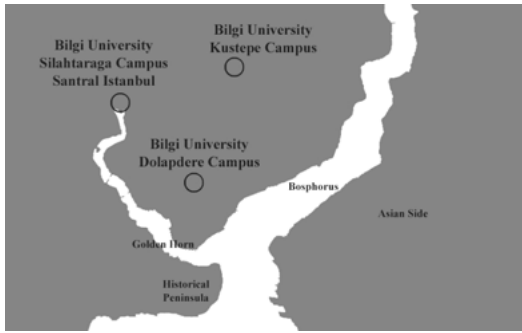 Bilgi University
Silahtaraga Campus
Santral Istanbul
Bilgi University
Kustepe Campus
Bilgi University
Dolapdere Campus
Bosphorus
Asian Side
Golden Horn
Historical
Peninsula